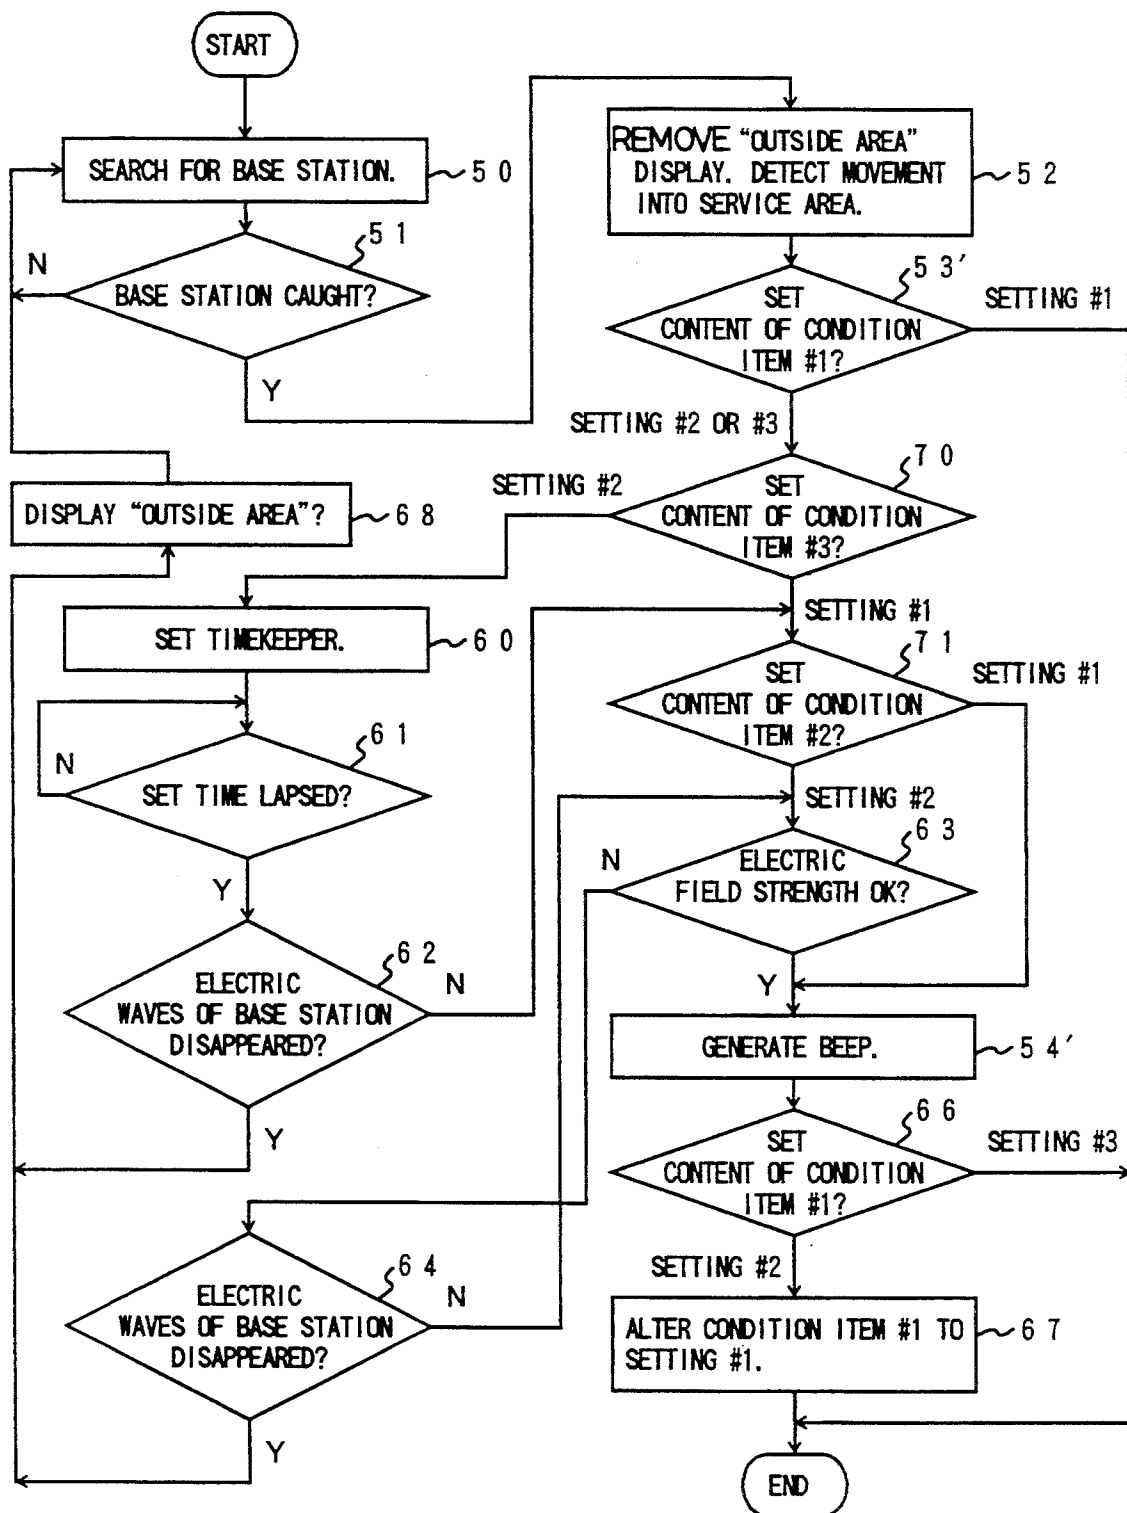 START
SEARCH FOR BASE STATION.
50
51
N
BASE STATION CAUGHT?
Y
REMOVE "OUTSIDE AREA"
DISPLAY. DETECT MOVEMENT
INTO SERVICE AREA.
52
53'
SET
CONTENT OF CONDITION
ITEM #1?
SETTING #1
SETTING #2 OR #3
70
SETTING #2
SET
CONTENT OF CONDITION
ITEM #3?
DISPLAY "OUTSIDE AREA"?
68
SETTING #1
SET TIMEKEEPER.
60
71
SET
CONTENT OF CONDITION
ITEM #2?
SETTING #1
61
N
SET TIME LAPSED?
Y
SETTING #2
63
N
ELECTRIC
FIELD STRENGTH OK?
Y
62
ELECTRIC
WAVES OF BASE STATION
DISAPPEARED?
N
Y
GENERATE BEEP.
54'
66
SET
CONTENT OF CONDITION
ITEM #1?
SETTING #3
SETTING #2
64
ELECTRIC
WAVES OF BASE STATION
DISAPPEARED?
N
Y
ALTER CONDITION ITEM #1 TO
SETTING #1.
67
END